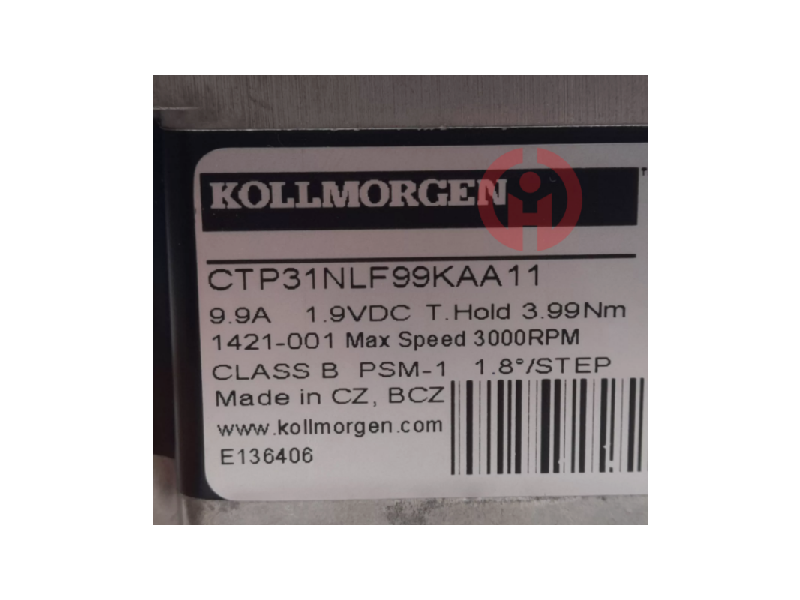 KOLLMORGEN
CTP31NLF99KAA11
9.9A 1.9VDC T.Hold 3.99Nm
1421-001 Max Speed 3000RPM
CLASS B PSM-1 1.8°/STEP
Made in CZ, BCZ
www.kollmorgen.com
E136406